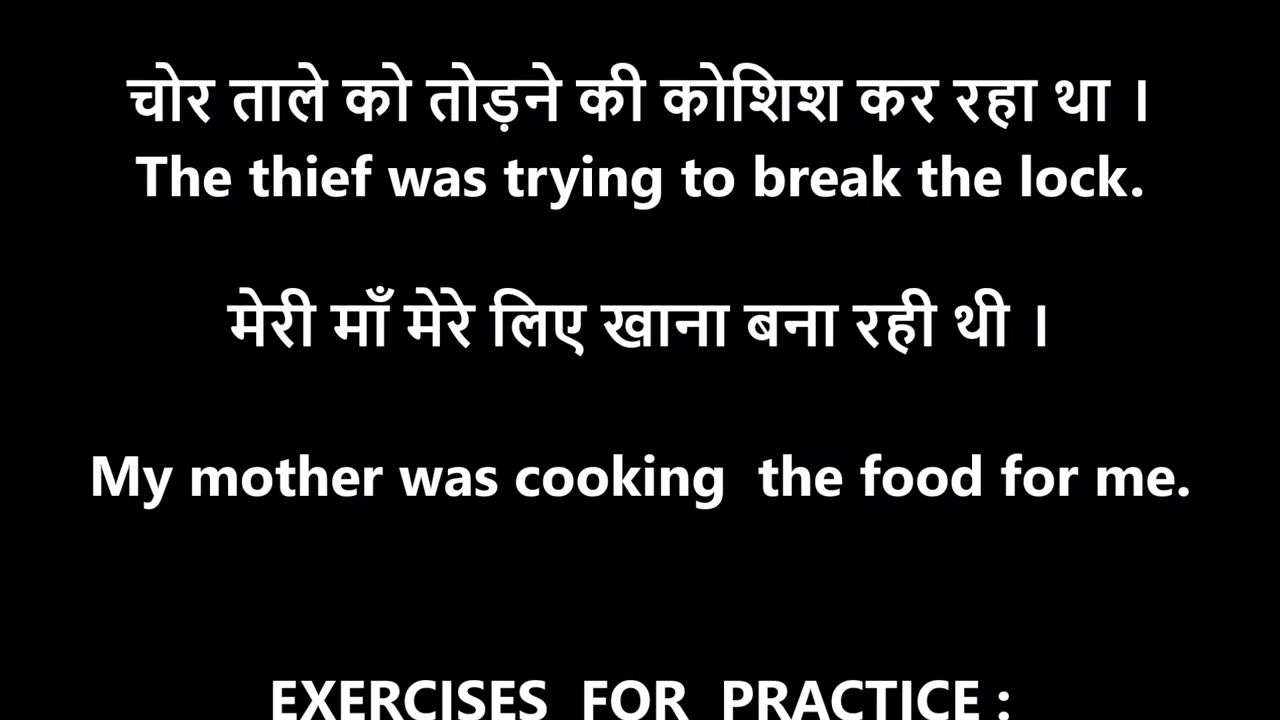 चोर ताले को तोड़ने की कोशिश कर रहा था ।
The thief was trying to break the lock.
मेरी माँ मेरे लिए खाना बना रही थी ।
My mother was cooking  the food for me.
EXERCISES  FOR  PRACTICE :